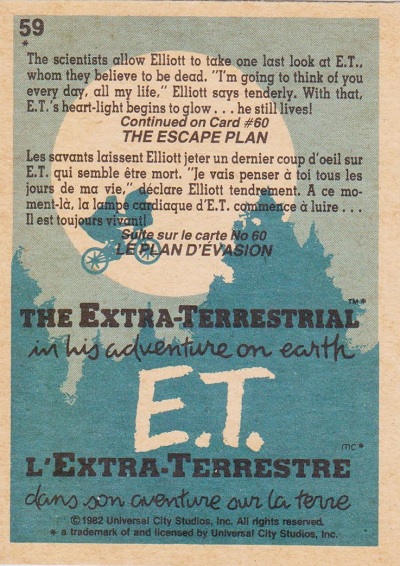 59
*
The scientists allow Elliott to take one last look at E.T.,
whom they believe to be dead. "I'm going to think of you
every day, all my life," Elliott says tenderly. With that,
E.T.'s heart-light begins to glow . . . he still lives!
Continued on Card #60
THE ESCAPE PLAN
Les savants laissent Elliott jeter un dernier coup d'oeil sur
E.T. qui semble être mort. "Je vais penser à toi tous les
jours de ma vie," déclare Elliott tendrement. A ce mo-
ment-là, la lampe cardiaque d'E.T. commence à luire . . .
Il est toujours vivant!
Suite sur le carte No 60
LE PLAN D'ÉVASION
THE EXTRA-TERRESTRIAL ™*
in his adventure on earth
E.T.
mc*
L'EXTRA-TERRESTRE
dans son aventure sur la terre
©1982 Universal City Studios, Inc. All rights reserved.
* a trademark of and licensed by Universal City Studios, Inc.